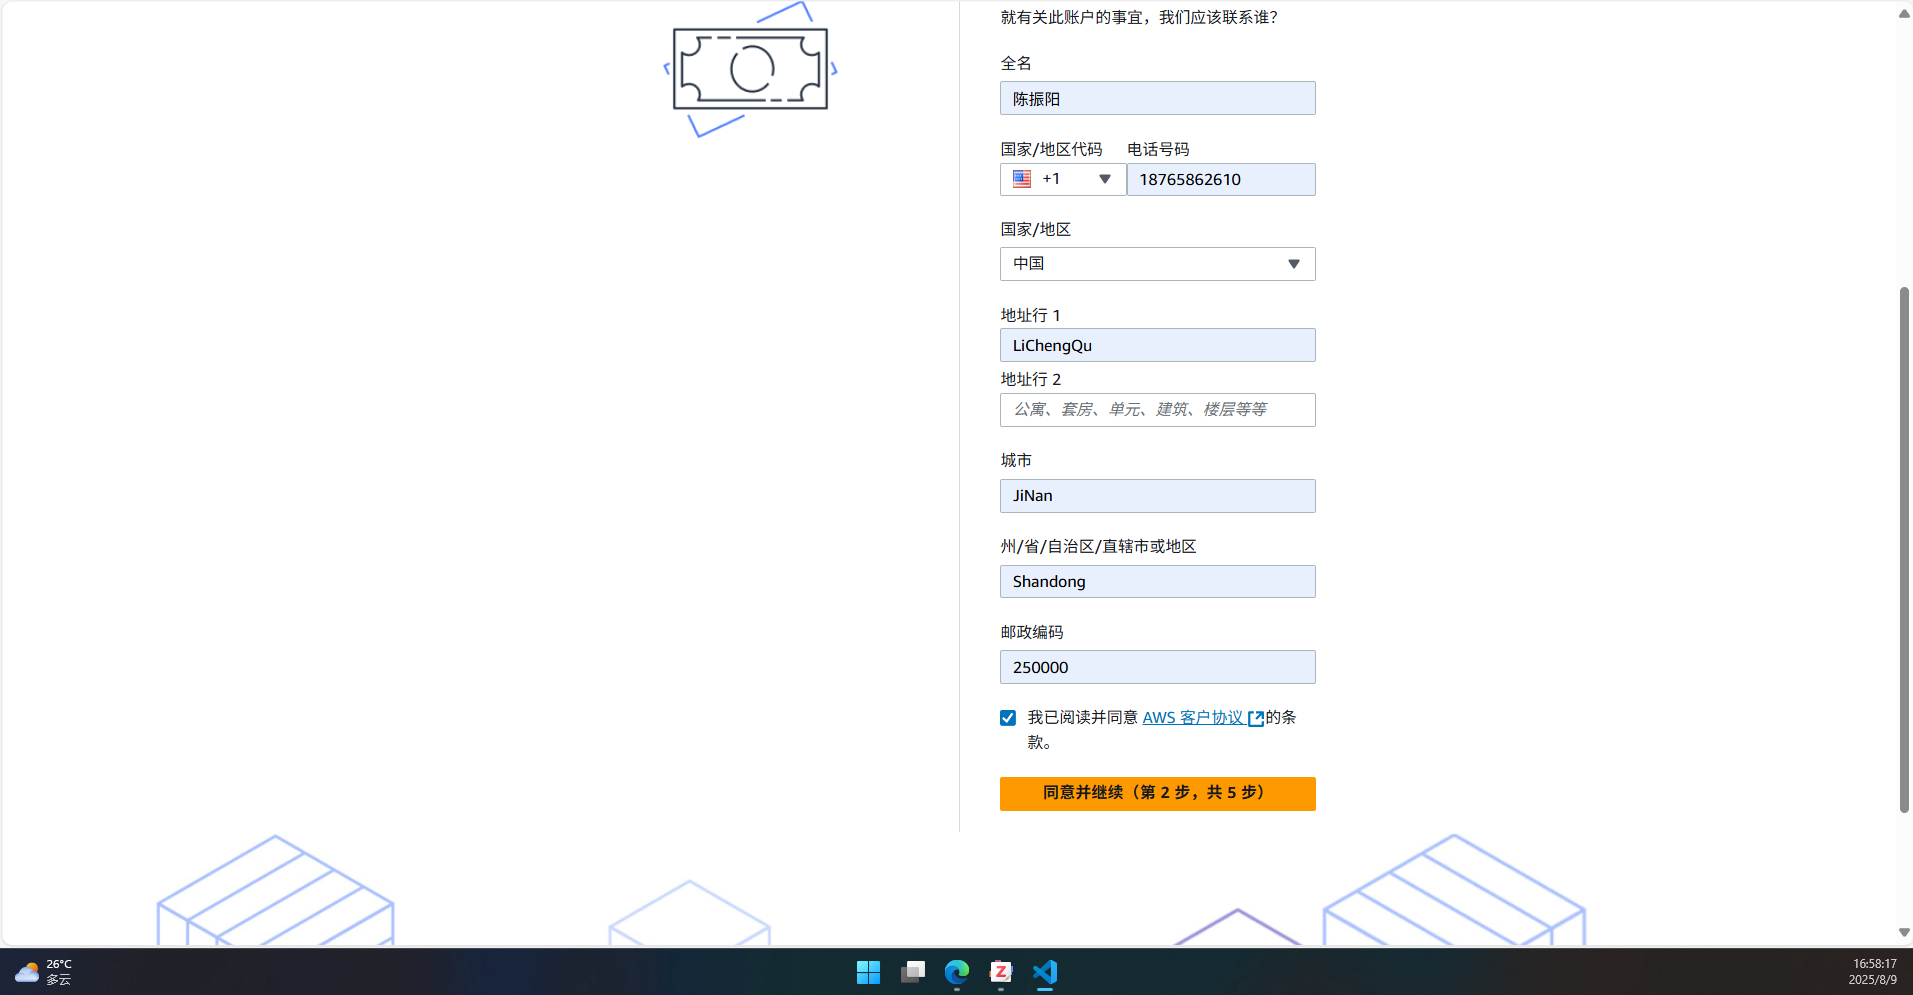 就有关此账户的事宜，我们应该联系谁？
全名
陈振阳
国家/地区代码 电话号码
+1 18765862610
国家/地区
中国
地址行 1
LiChengQu
地址行 2
公寓、套房、单元、建筑、楼层等等
城市
JiNan
州/省/自治区/直辖市或地区
Shandong
邮政编码
250000
我已阅读并同意 AWS 客户协议 的条
款。
同意并继续（第 2 步，共 5 步）
26°C
多云
Z
16:58:17
2025/8/9